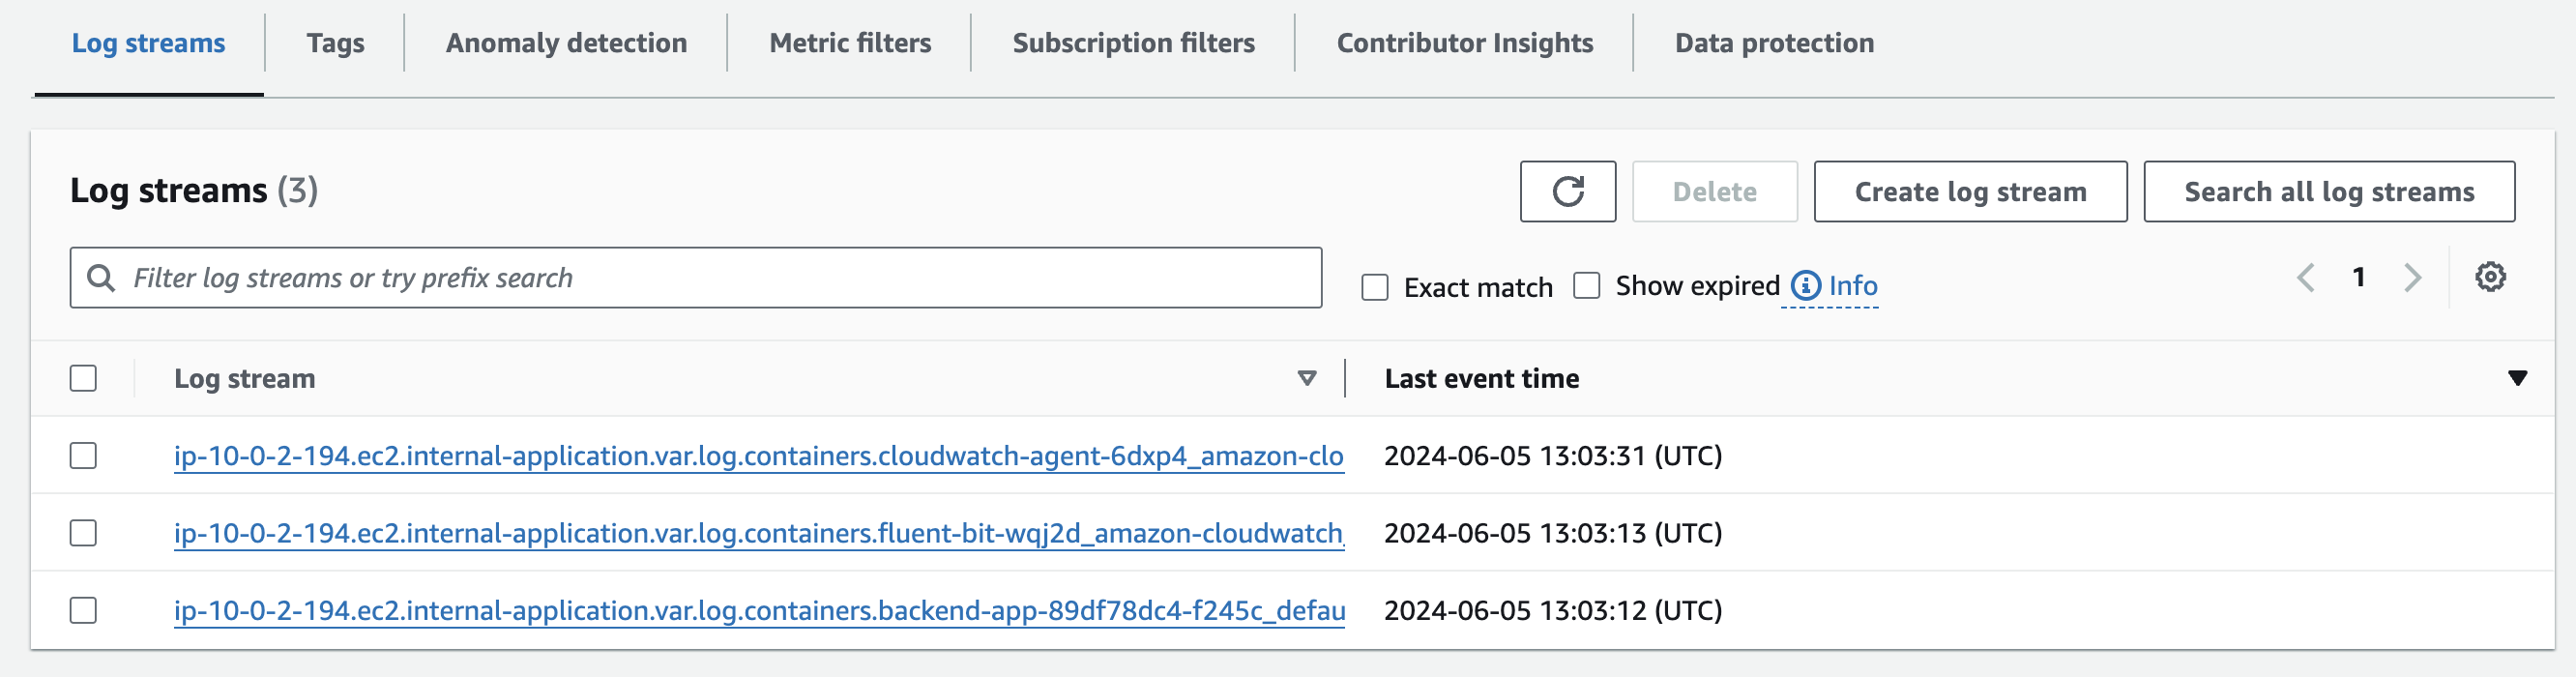 Log streams
Tags
Anomaly detection
Metric filters
Subscription filters
Contributor Insights
Data protection
Log streams (3)
Delete
Create log stream
Search all log streams
Filter log streams or try prefix search
Exact match
Show expired
Info
1
Log stream
Last event time
ip-10-0-2-194.ec2.internal-application.var.log.containers.cloudwatch-agent-6dxp4_amazon-clo
2024-06-05 13:03:31 (UTC)
ip-10-0-2-194.ec2.internal-application.var.log.containers.fluent-bit-wqj2d_amazon-cloudwatch_
2024-06-05 13:03:13 (UTC)
ip-10-0-2-194.ec2.internal-application.var.log.containers.backend-app-89df78dc4-f245c_defau
2024-06-05 13:03:12 (UTC)